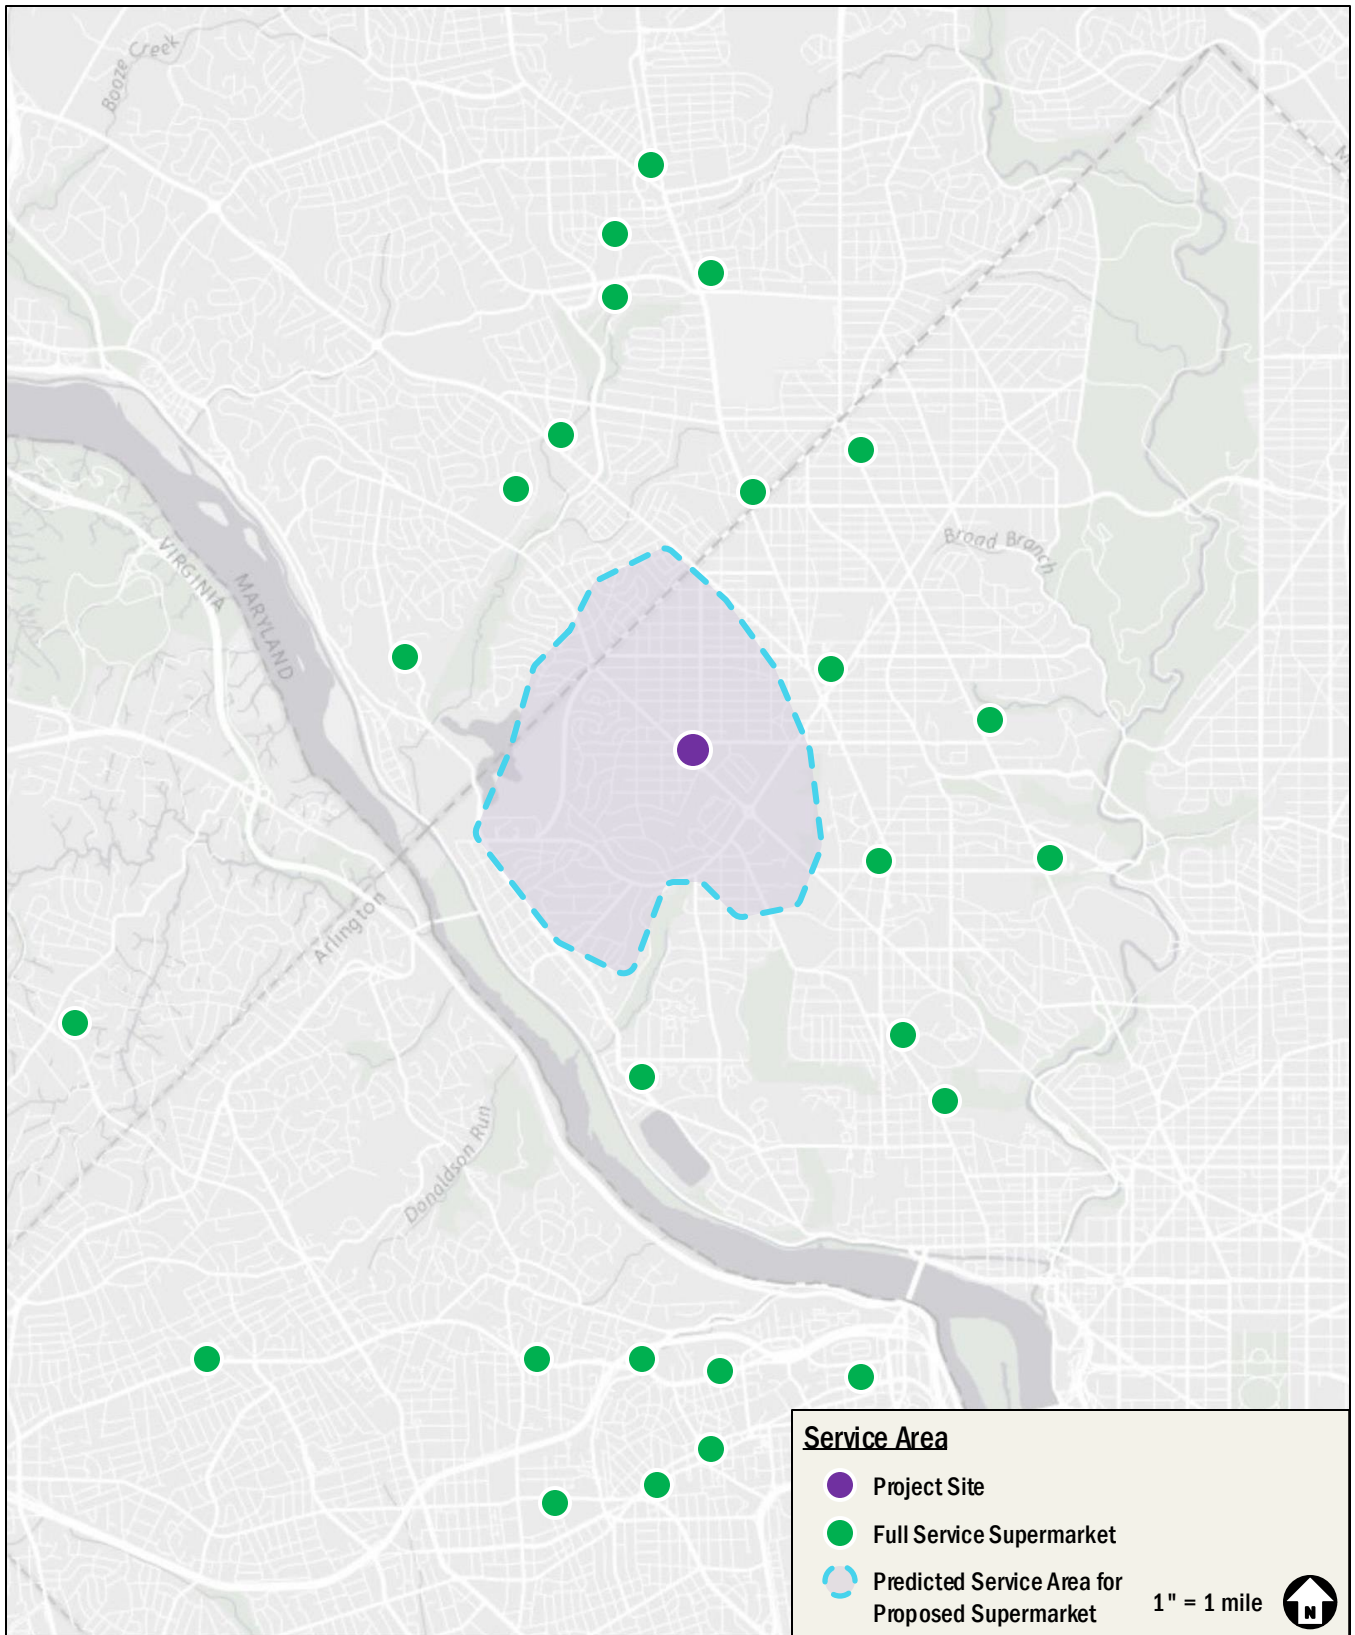 Booze Creek
M
Broad Branch
VIRGINIA
MARYLAND
Arlington
Donaldson Run
Service Area
Project Site
Full Service Supermarket
Predicted Service Area for
Proposed Supermarket
1" = 1 mile
N